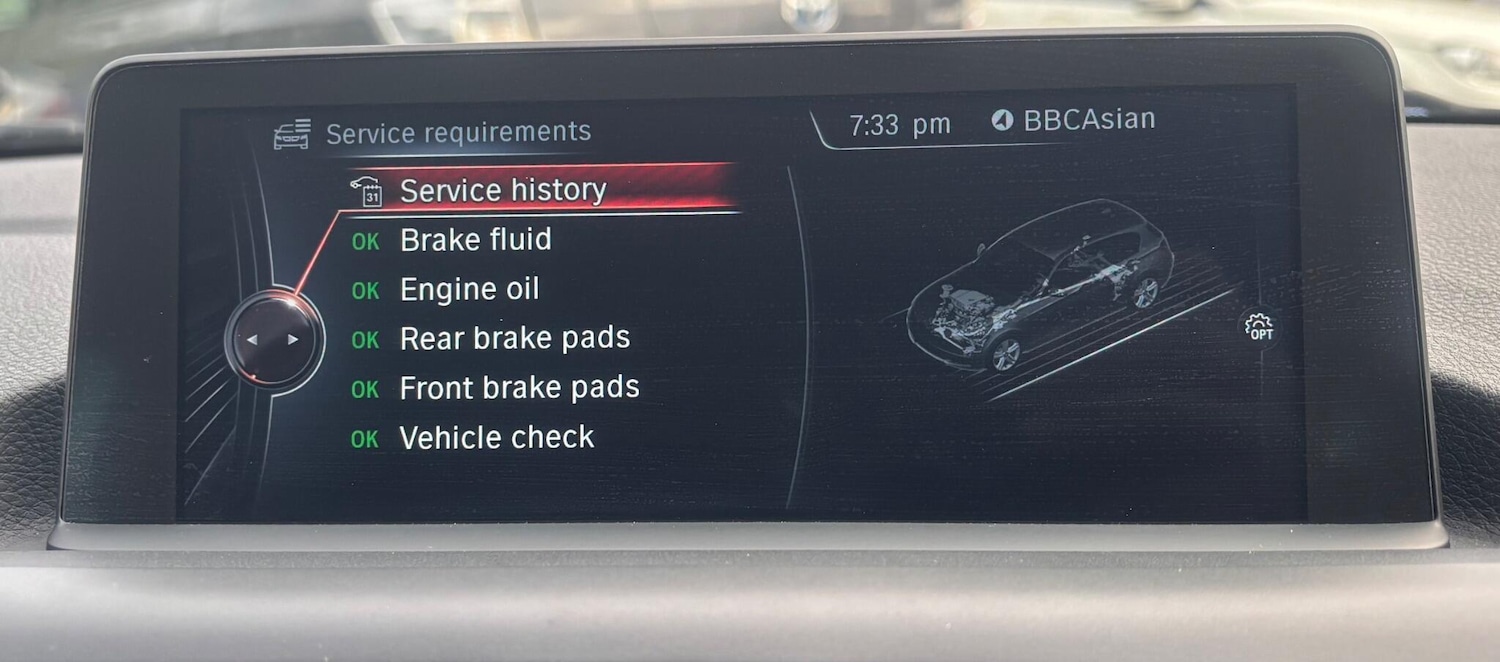 Service requirements
7:33 pm
BBCAsian
31 Service history
OK Brake fluid
OK Engine oil
OK Rear brake pads
OK Front brake pads
OK Vehicle check
OPT